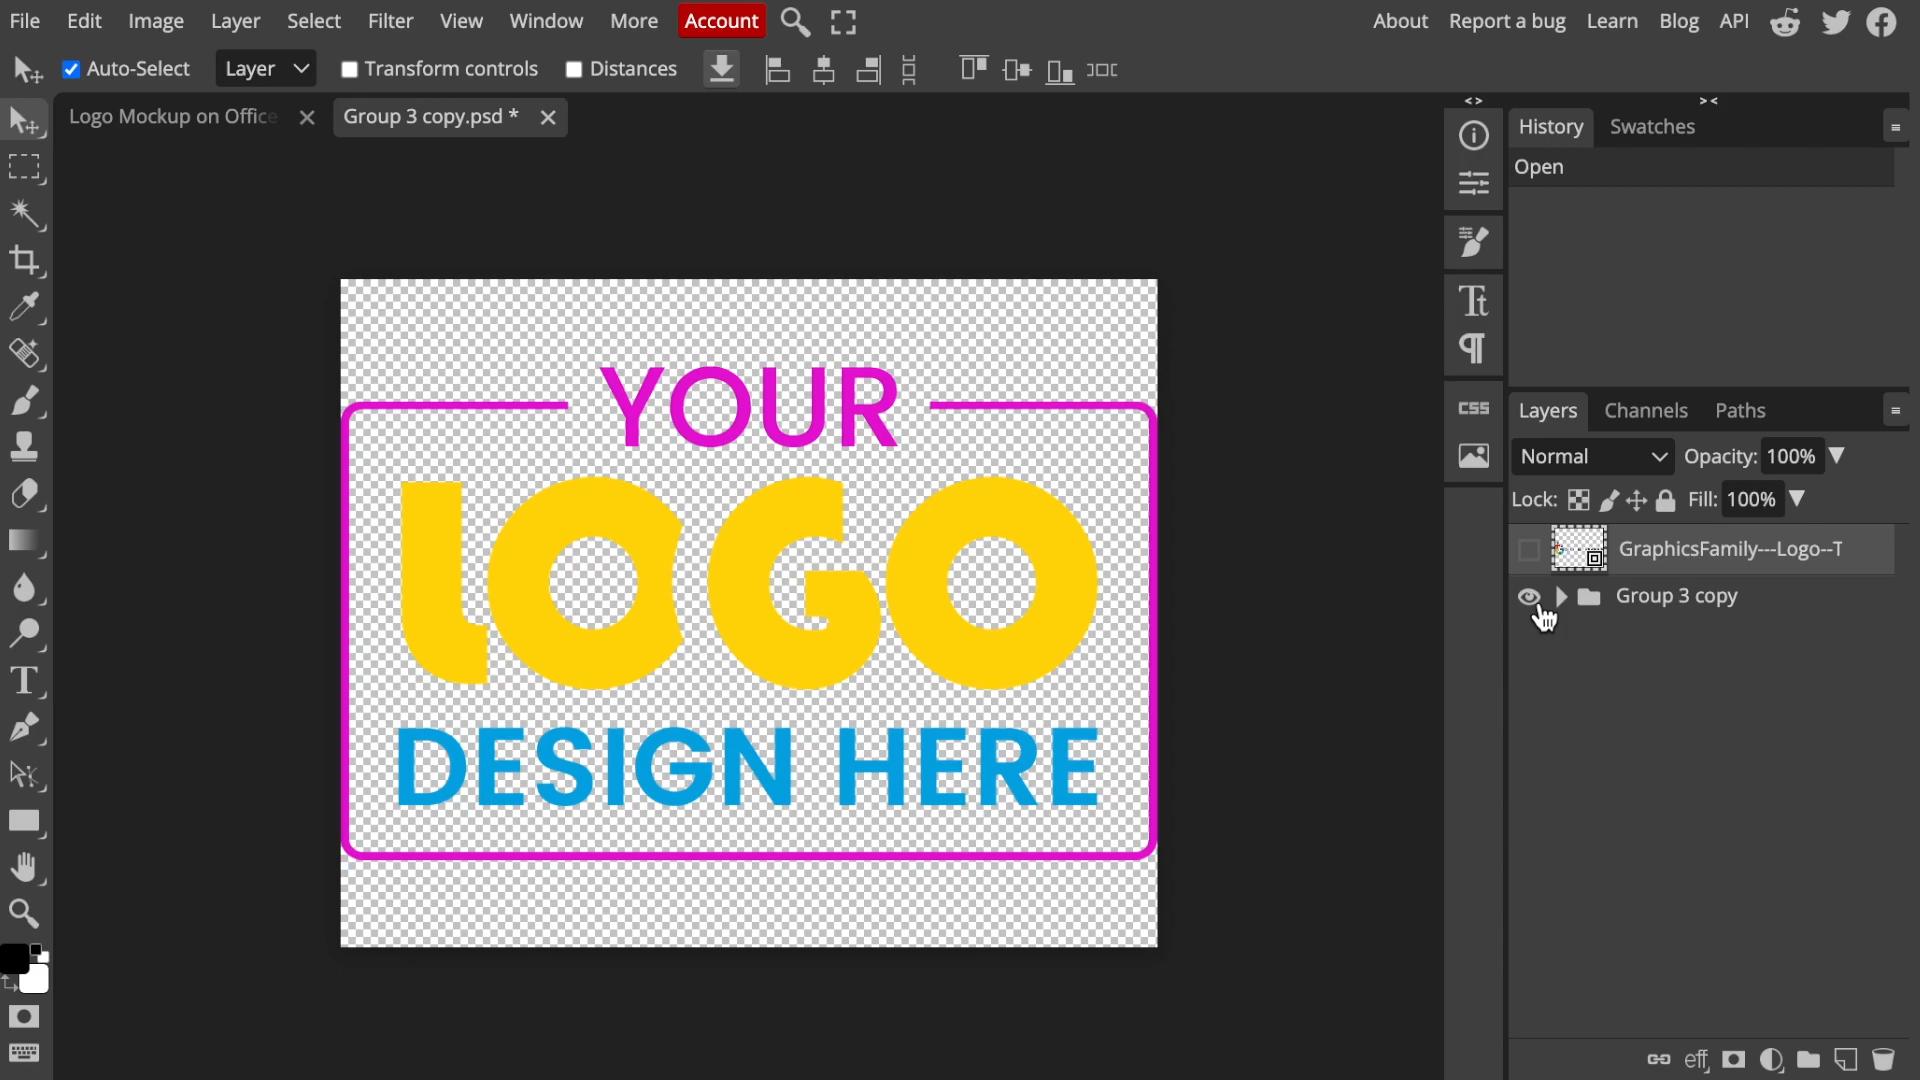 File Edit Image Layer Select Filter View Window More Account About Report a bug Learn Blog API
Auto-Select Layer Transform controls Distances
Logo Mockup on Office Group 3 copy.psd *
History Swatches
Open
YOUR
LOGO
DESIGN HERE
Tt
CSS
Layers Channels Paths
Normal Opacity: 100%
Lock: Fill: 100%
GraphicsFamily---Logo--T
Group 3 copy
eff